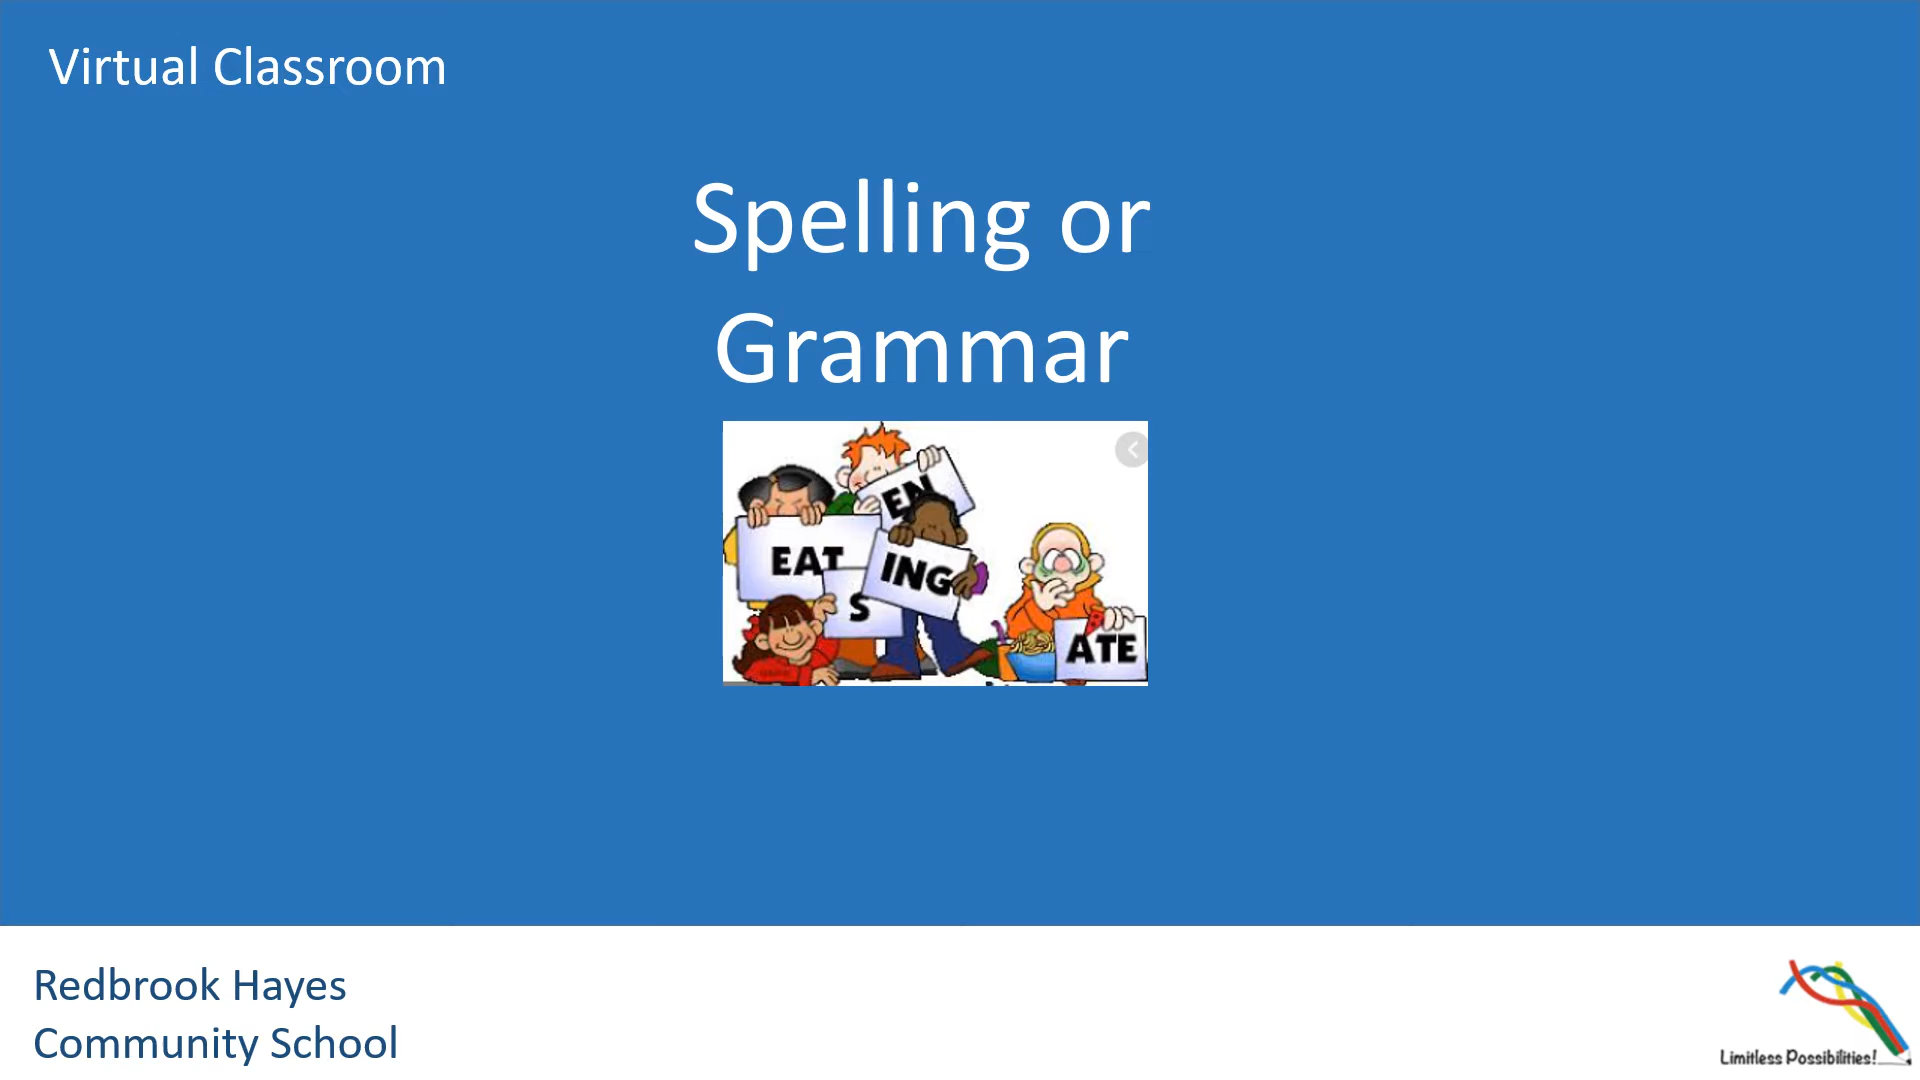 Virtual Classroom
Spelling or
Grammar
EN
EAT
ING
S
ATE
Redbrook Hayes
Community School
Limitless Possibilities!